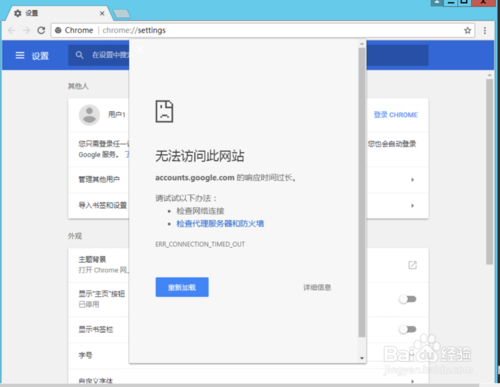 设置
Chrome | chrome://settings
设置
在设置中搜
其他人
用户1
登录 CHROME
您只需登录任一
您也会自动登录
Google 服务。
管理其他用户
导入书签和设置
外观
主题背景
打开 Chrome 网
显示"主页"按钮
已停用
显示书签栏
字号
自定义字体
无法访问此网站
accounts.google.com 的响应时间过长。
请试试以下办法：
• 检查网络连接
• 检查代理服务器和防火墙
ERR_CONNECTION_TIMED_OUT
重新加载
详细信息
Baidu 经验
jingyan.baidu.com